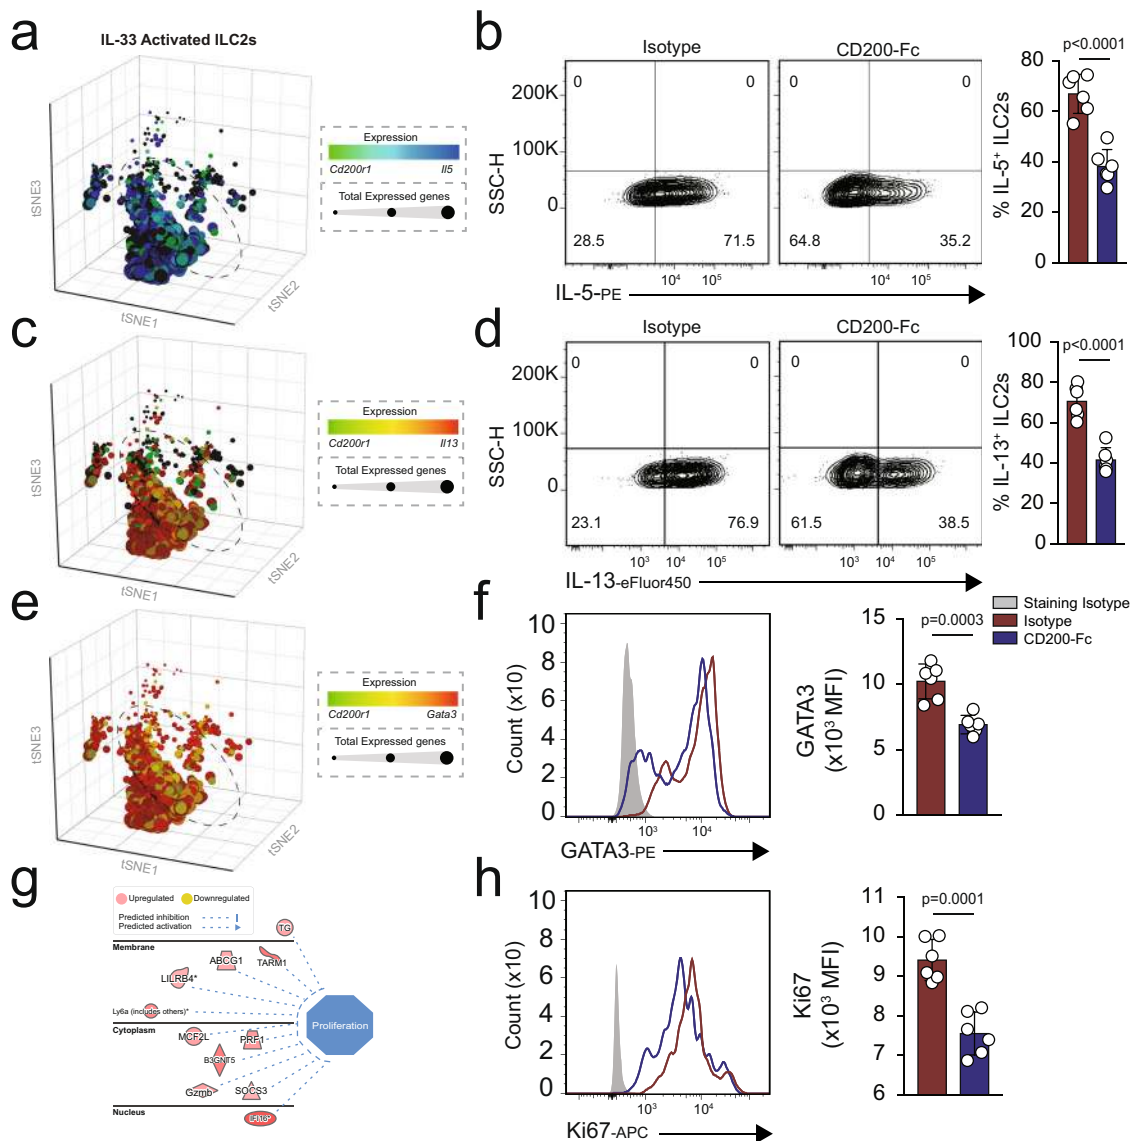 a
IL-33 Activated ILC2s
tSNE3
tSNE1
tSNE2
Expression
Cd200r1 Il5
Total Expressed genes
b
Isotype CD200-Fc
SSC-H
200K
100K
0
0 0
28.5 71.5
0 0
64.8 35.2
10⁴ 10⁵ 10⁴ 10⁵
IL-5-PE
p<0.0001
% IL-5⁺ ILC2s
80
60
40
20
0
c
tSNE3
tSNE1
tSNE2
Expression
Cd200r1 Il13
Total Expressed genes
d
Isotype CD200-Fc
SSC-H
200K
100K
0
0 0
23.1 76.9
0 0
61.5 38.5
10³ 10⁴ 10⁵ 10³ 10⁴ 10⁵
IL-13-eFluor450
p<0.0001
% IL-13⁺ ILC2s
100
80
60
40
20
0
e
tSNE3
tSNE1
tSNE2
Expression
Cd200r1 Gata3
Total Expressed genes
f
Count (x10)
10
8
6
4
2
0
10³ 10⁴
GATA3-PE
Staining Isotype
Isotype
CD200-Fc
p=0.0003
GATA3
(x10³ MFI)
15
10
5
0
g
Upregulated Downregulated
Predicted inhibition
Predicted activation
TG
Membrane
ABCG1
TARM1
LILRB4*
Ly6a (includes others)*
Proliferation
Cytoplasm
MCF2L
PRF1
B3GNT5
Gzmb
SOCS3
Nucleus
IFI16*
h
Count (x10)
10
8
6
4
2
0
10³ 10⁴
Ki67-APC
p=0.0001
Ki67
(x10³ MFI)
11
10
9
8
7
6